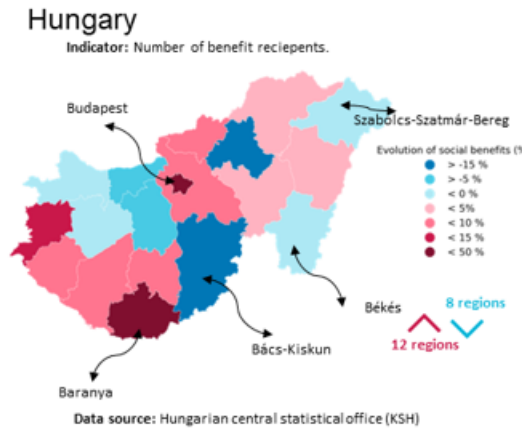 Hungary
Indicator: Number of benefit reciepents.
Budapest
Szabolcs-Szatmár-Bereg
Evolution of social benefits (%
> -15 %
> -5 %
< 0 %
< 5%
< 10 %
< 15 %
< 50 %
Békés
8 regions
12 regions
Bács-Kiskun
Baranya
Data source: Hungarian central statistical office (KSH)